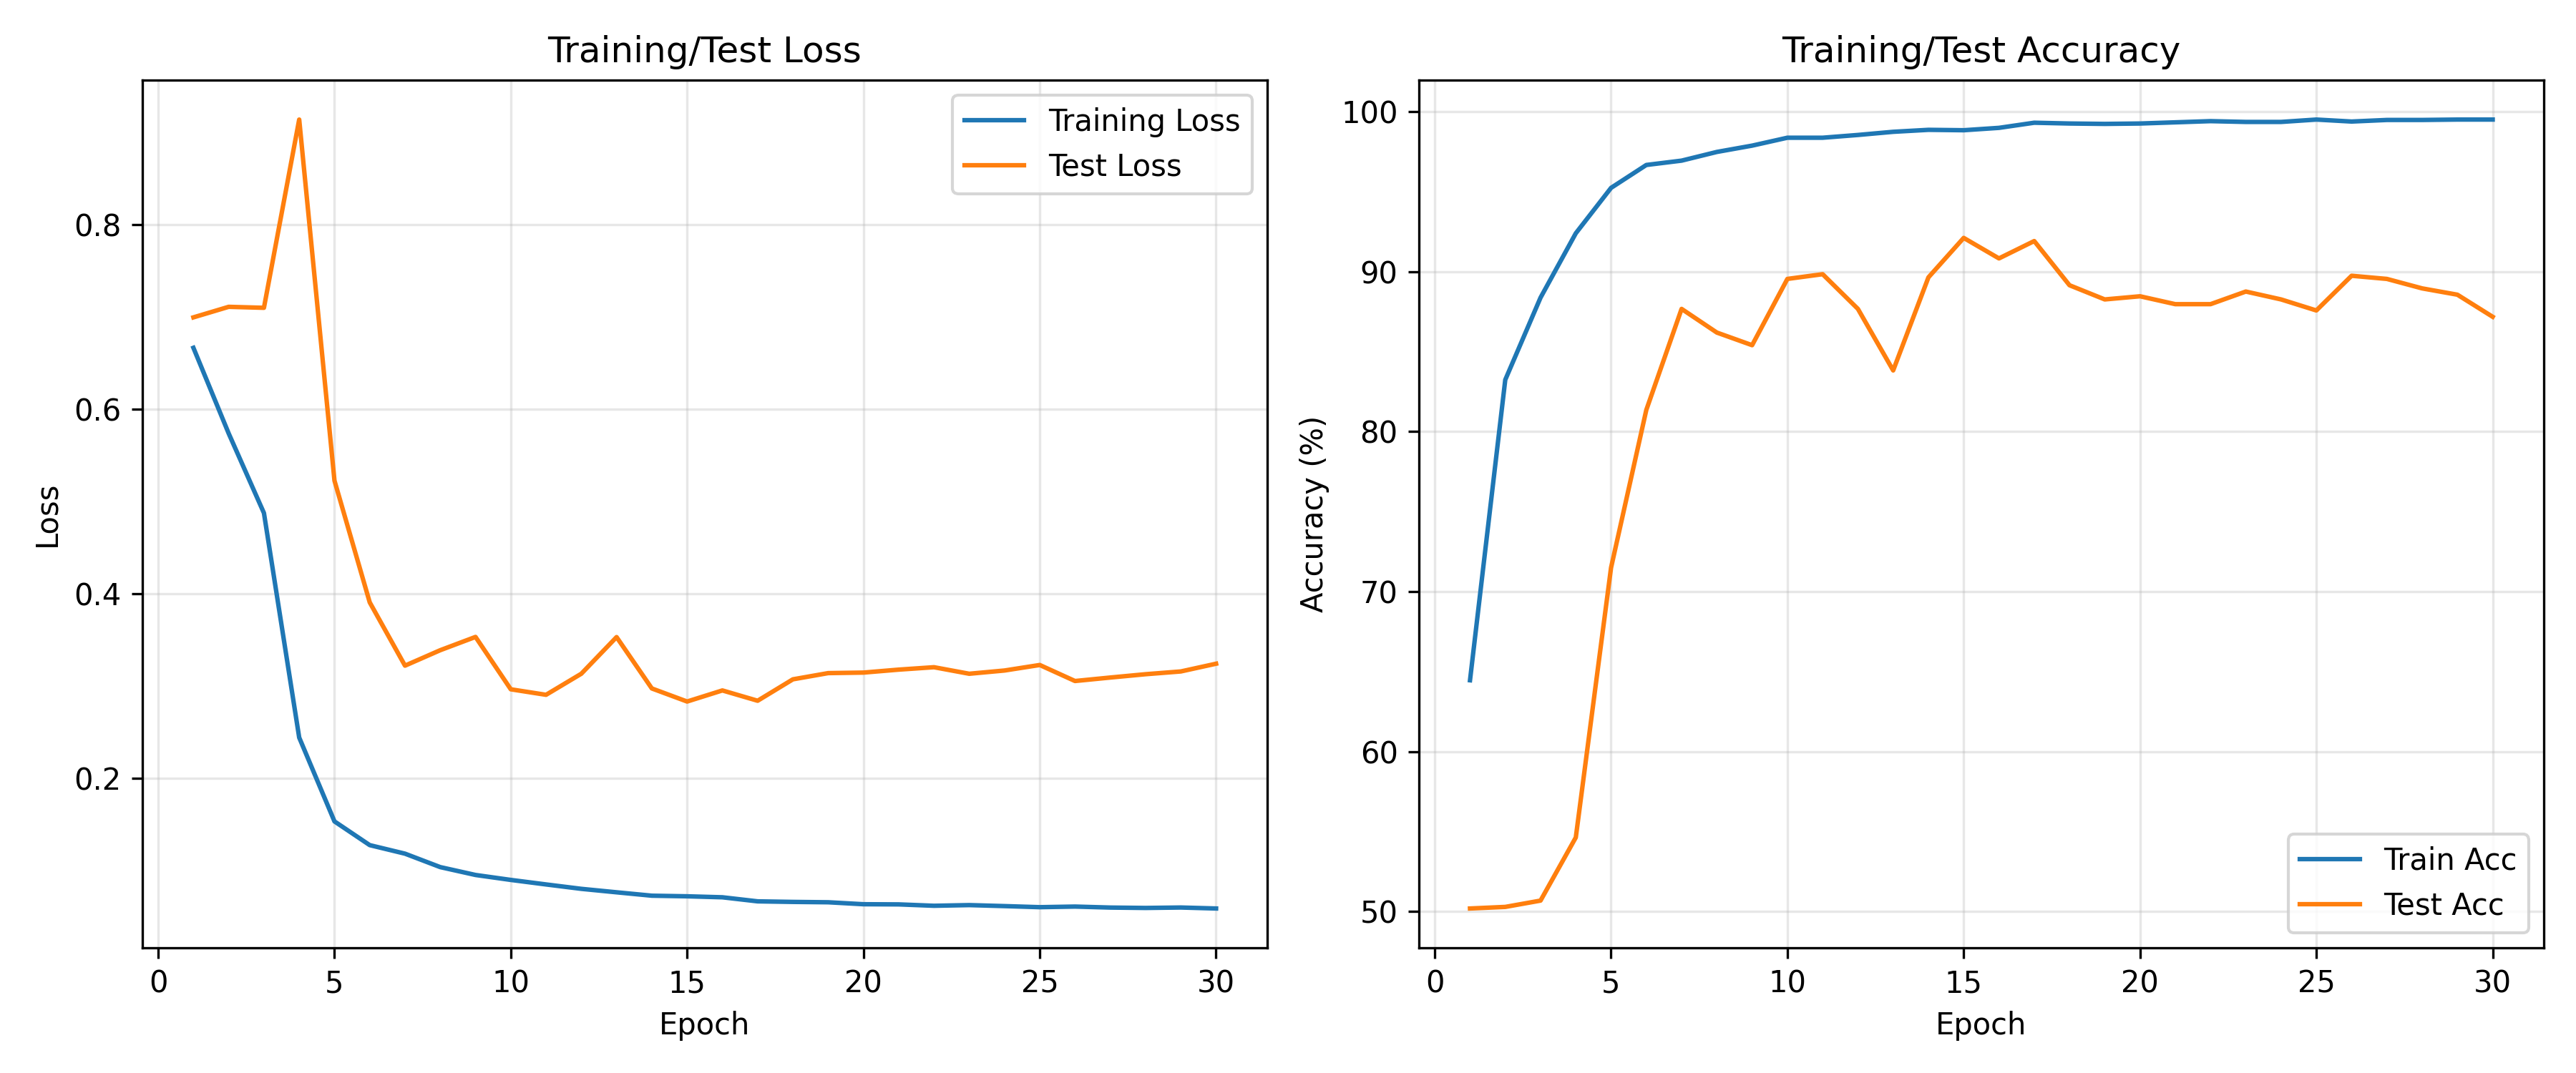 Training/Test Loss
Training Loss
Test Loss
0.8
0.6
0.4
0.2
Loss
0 5 10 15 20 25 30
Epoch
Training/Test Accuracy
100
90
80
70
60
50
Accuracy (%)
Train Acc
Test Acc
0 5 10 15 20 25 30
Epoch